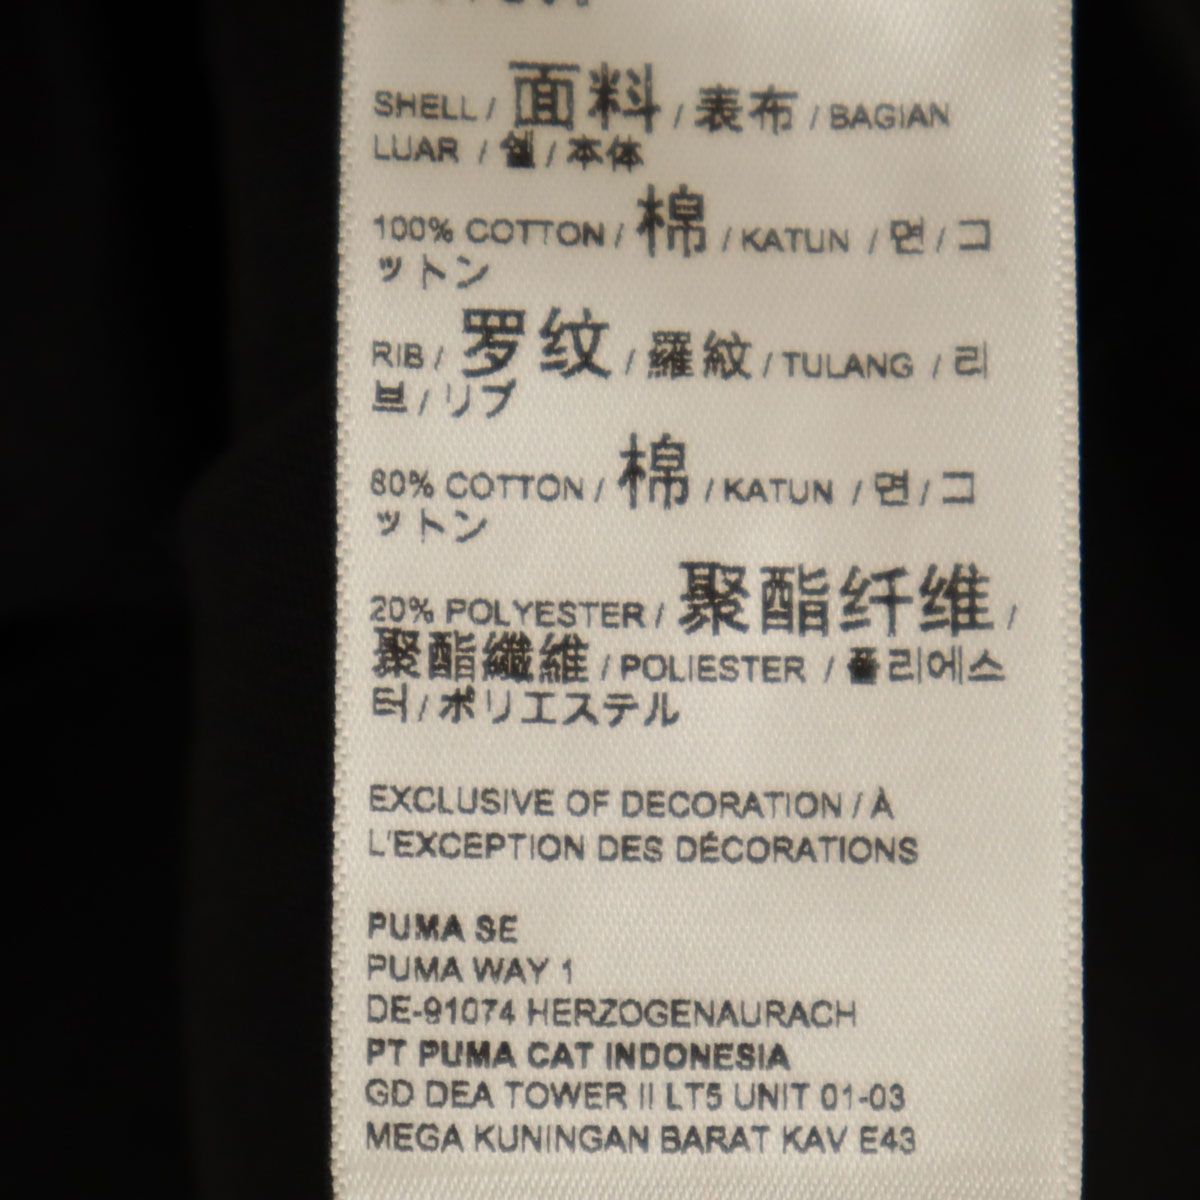 SHELL / 面料 / 表布 / BAGIAN
LUAR / 쉘 / 本体
100% COTTON / 棉 / KATUN / 면 / コ
ットン
RIB / 罗纹 / 羅紋 / TULANG / 리
브 / リブ
80% COTTON / 棉 / KATUN / 면 / コ
ットン
20% POLYESTER / 聚酯纤维 /
聚酯纖維 / POLIESTER / 폴리에스
터 / ポリエステル
EXCLUSIVE OF DECORATION / À
L'EXCEPTION DES DÉCORATIONS
PUMA SE
PUMA WAY 1
DE-91074 HERZOGENAURACH
PT PUMA CAT INDONESIA
GD DEA TOWER II LT5 UNIT 01-03
MEGA KUNINGAN BARAT KAV E43